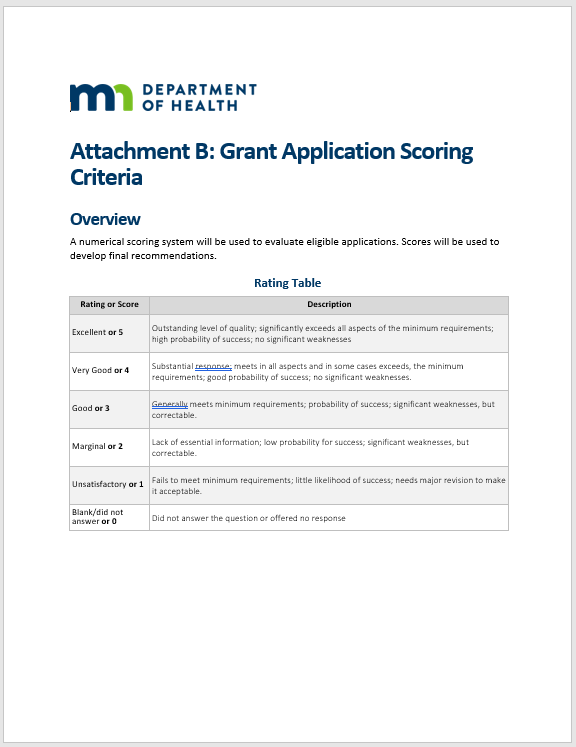 mn DEPARTMENT
OF HEALTH
Attachment B: Grant Application Scoring
Criteria
Overview
A numerical scoring system will be used to evaluate eligible applications. Scores will be used to
develop final recommendations.
Rating Table
Rating or Score Description
Excellent or 5 Outstanding level of quality; significantly exceeds all aspects of the minimum requirements;
high probability of success; no significant weaknesses
Very Good or 4 Substantial response; meets in all aspects and in some cases exceeds, the minimum
requirements; good probability of success; no significant weaknesses.
Good or 3 Generally meets minimum requirements; probability of success; significant weaknesses, but
correctable.
Marginal or 2 Lack of essential information; low probability for success; significant weaknesses, but
correctable.
Unsatisfactory or 1 Fails to meet minimum requirements; little likelihood of success; needs major revision to make
it acceptable.
Blank/did not
answer or 0 Did not answer the question or offered no response